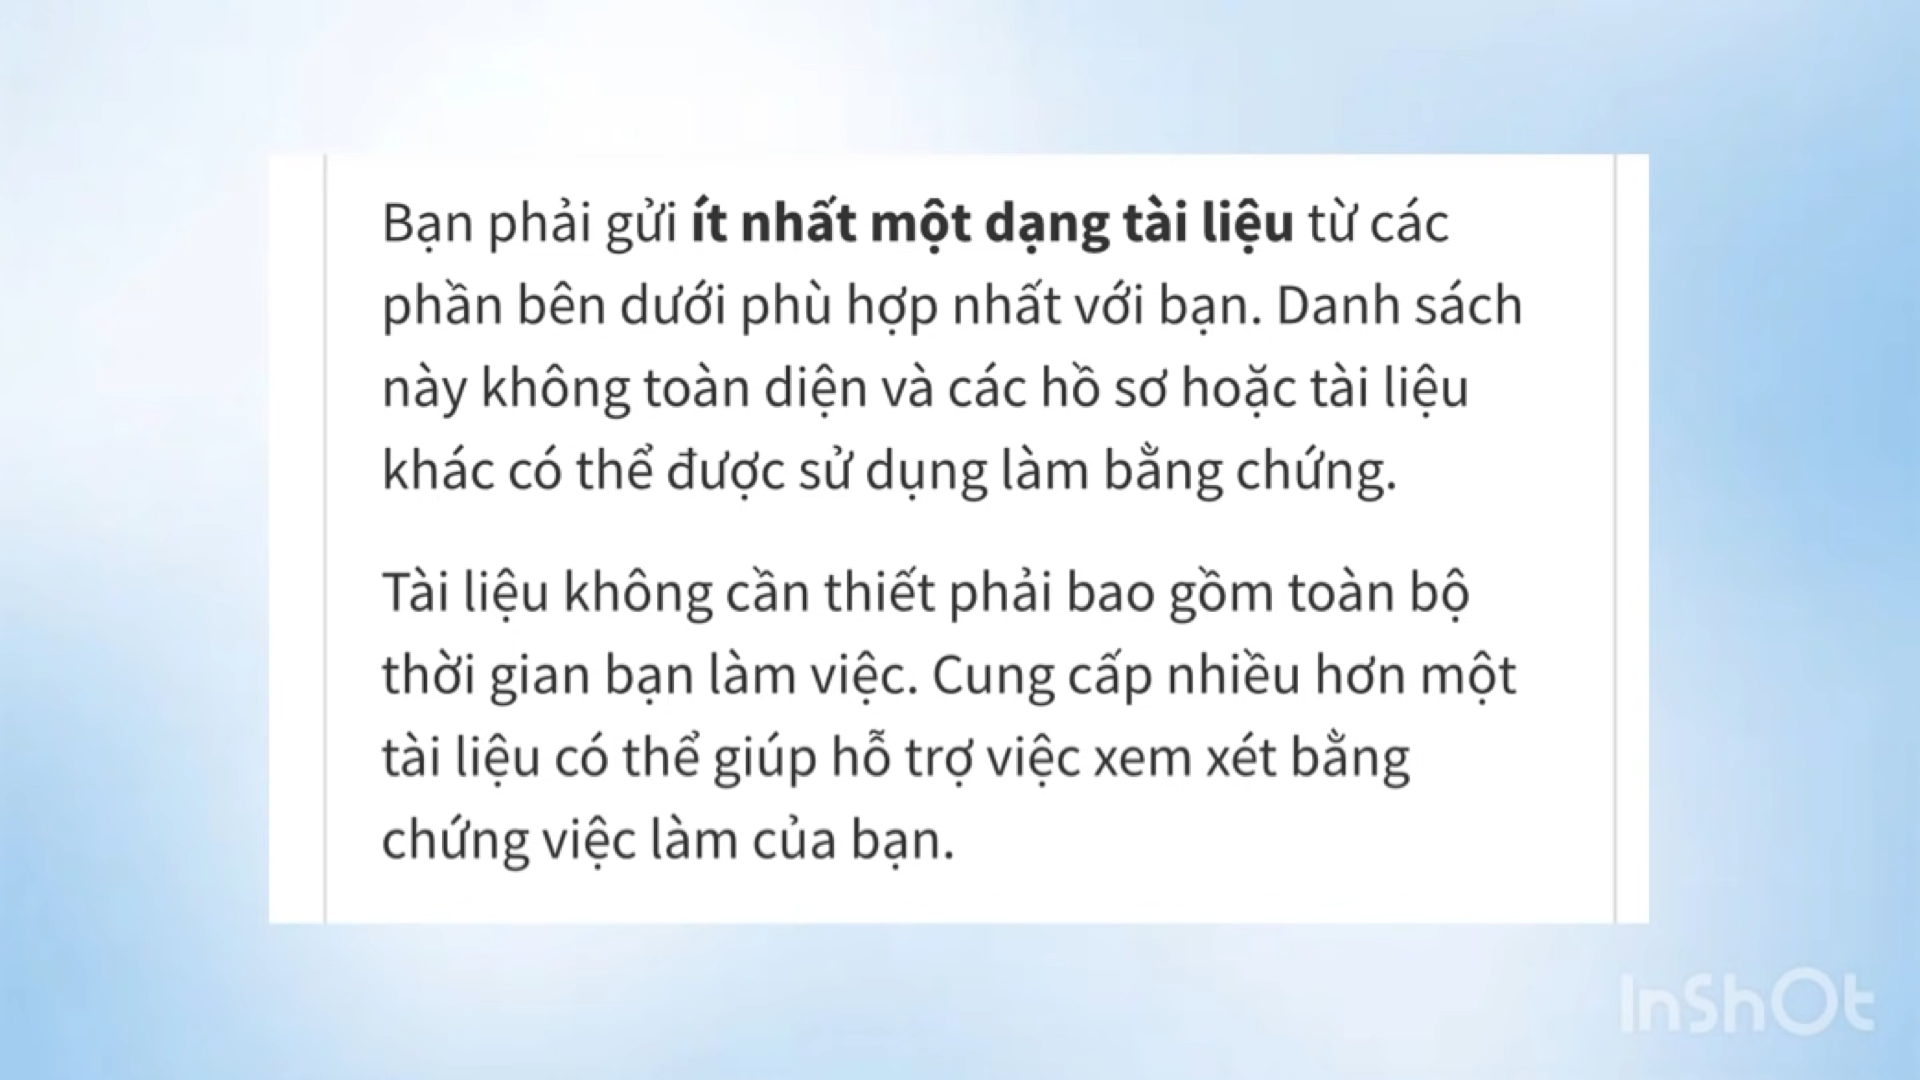 Bạn phải gửi ít nhất một dạng tài liệu từ các
phần bên dưới phù hợp nhất với bạn. Danh sách
này không toàn diện và các hồ sơ hoặc tài liệu
khác có thể được sử dụng làm bằng chứng.
Tài liệu không cần thiết phải bao gồm toàn bộ
thời gian bạn làm việc. Cung cấp nhiều hơn một
tài liệu có thể giúp hỗ trợ việc xem xét bằng
chứng việc làm của bạn.
InShOt